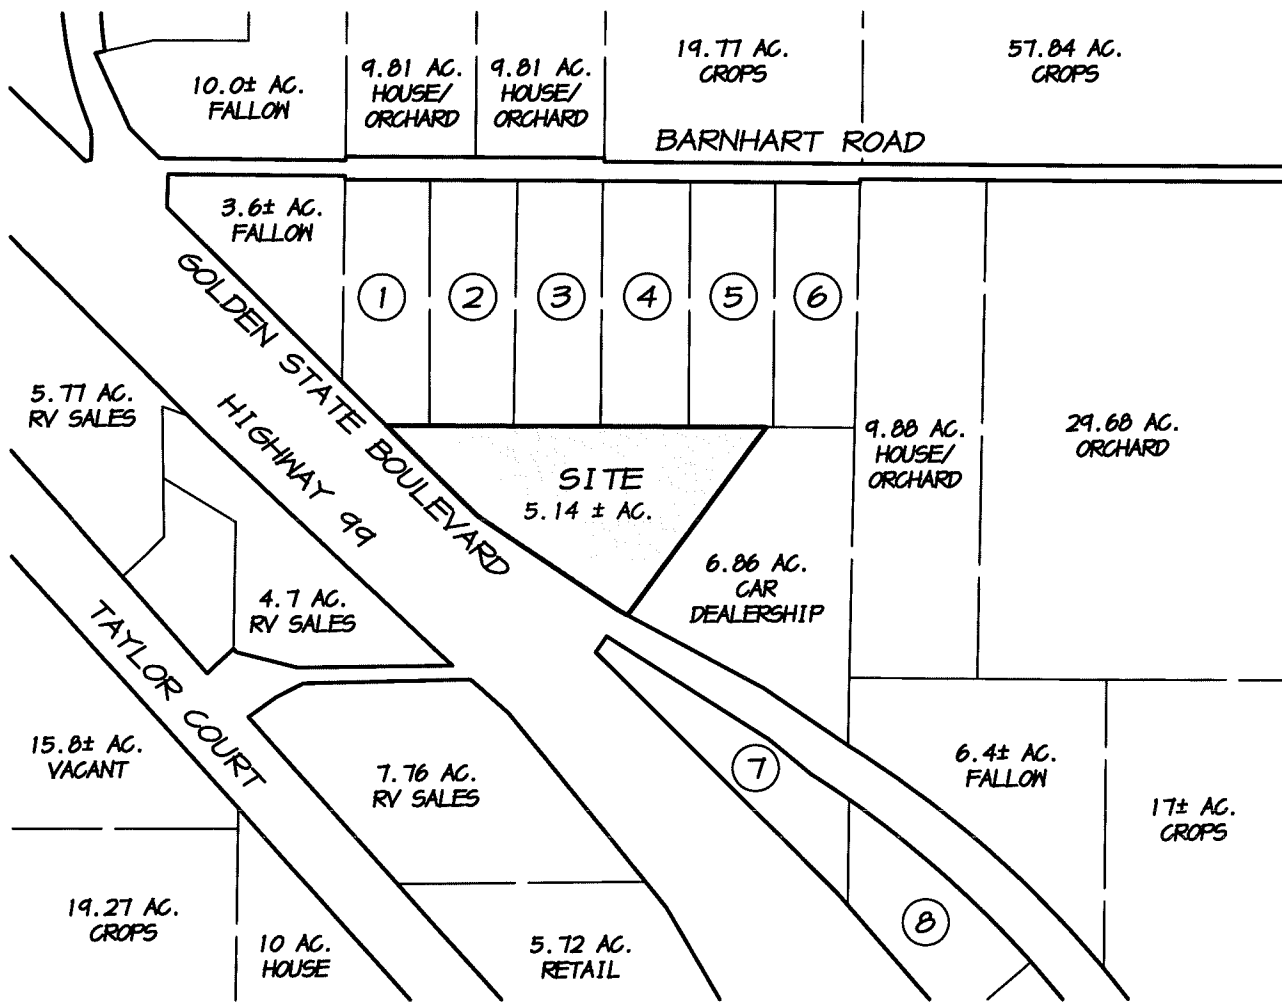 10.0± AC.
FALLOW
9.81 AC.
HOUSE/
ORCHARD
9.81 AC.
HOUSE/
ORCHARD
19.77 AC.
CROPS
57.84 AC.
CROPS
BARNHART ROAD
3.6± AC.
FALLOW
1
2
3
4
5
6
GOLDEN STATE BOULEVARD
HIGHWAY 99
5.77 AC.
RV SALES
SITE
5.14 ± AC.
9.88 AC.
HOUSE/
ORCHARD
29.68 AC.
ORCHARD
6.86 AC.
CAR
DEALERSHIP
4.7 AC.
RV SALES
TAYLOR COURT
15.8± AC.
VACANT
7.76 AC.
RV SALES
7
6.4± AC.
FALLOW
17± AC.
CROPS
19.27 AC.
CROPS
10 AC.
HOUSE
5.72 AC.
RETAIL
8